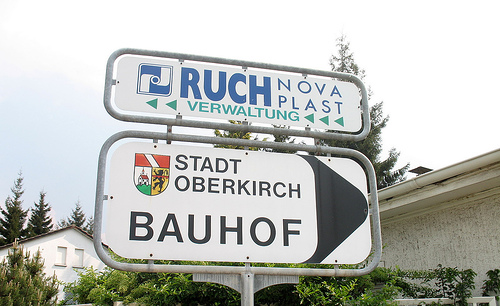 RUCH NOVA
PLAST
VERWALTUNG
STADT
OBERKIRCH
BAUHOF